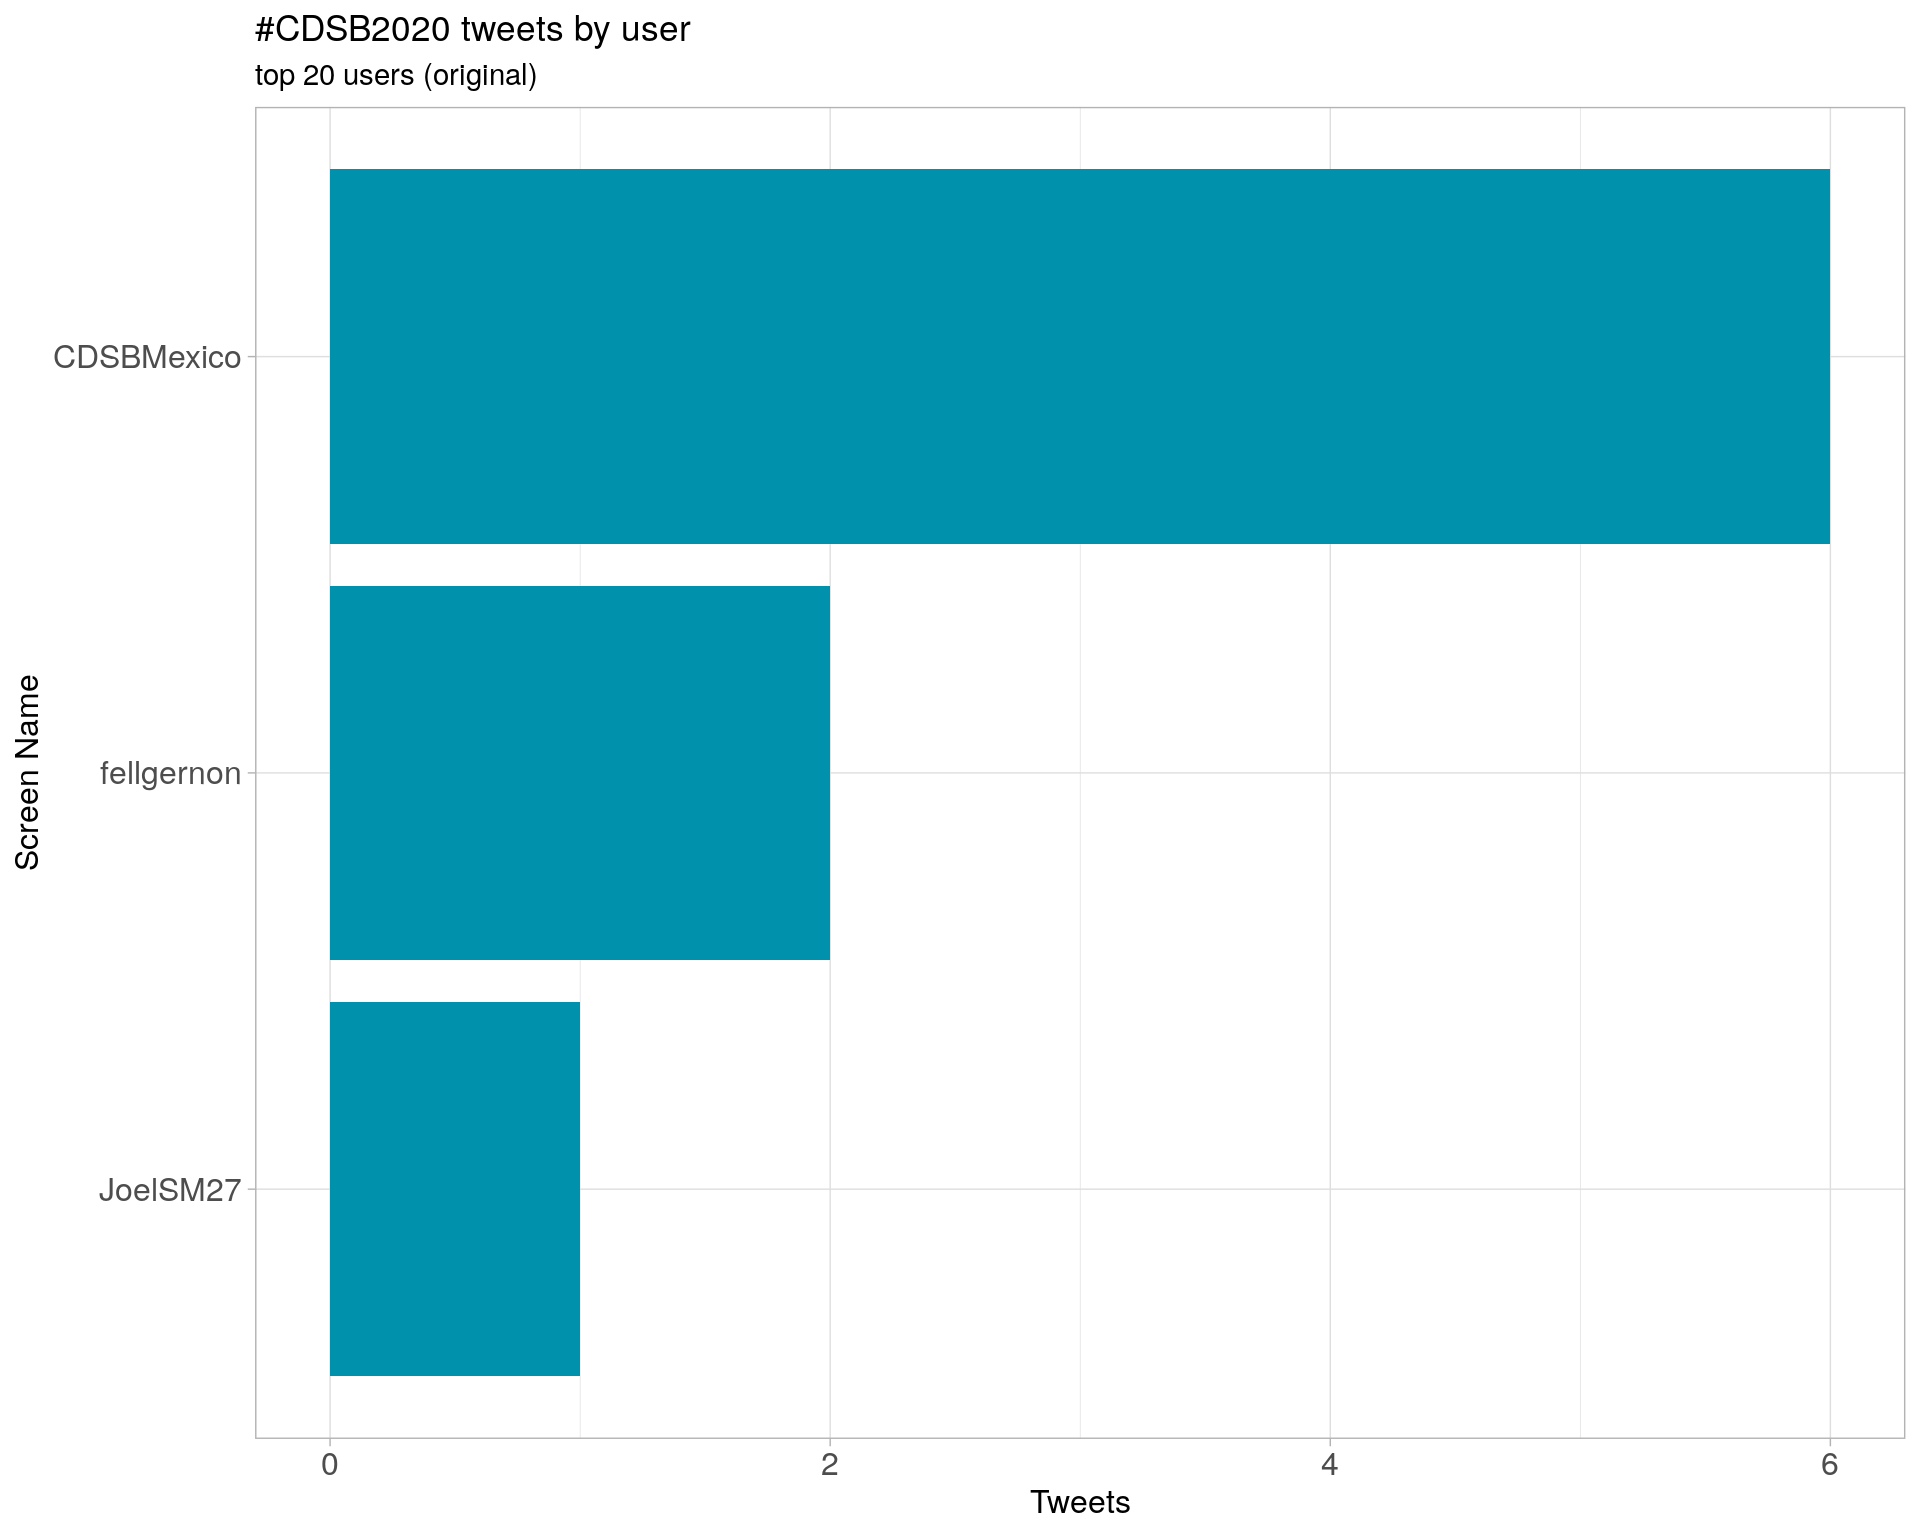 #CDSB2020 tweets by user
top 20 users (original)
Screen Name
CDSBMexico
fellgernon
JoelSM27
0 2 4 6
Tweets